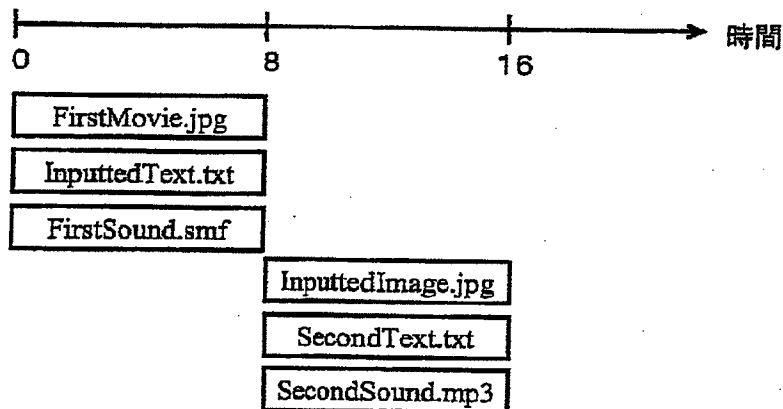 時間
0 8 16
FirstMovie.jpg
InputtedText.txt
FirstSound.smf
InputtedImage.jpg
SecondText.txt
SecondSound.mp3